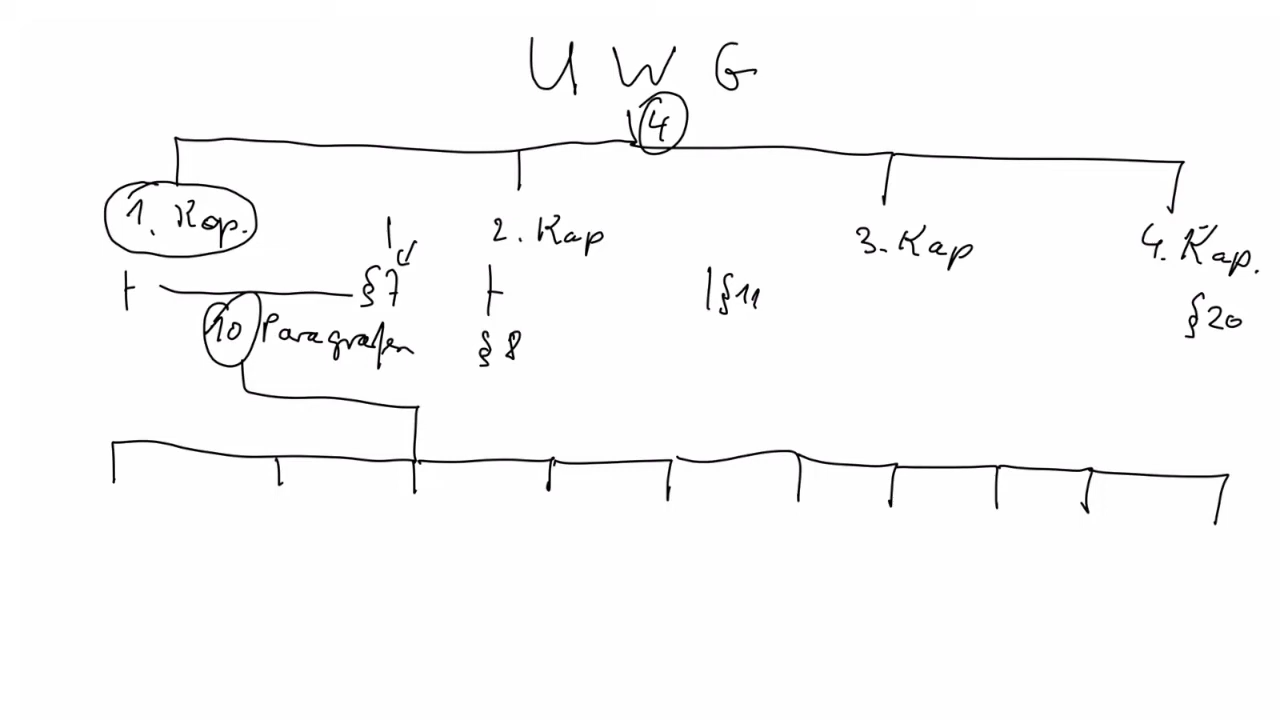 UWG
4
1. Kap.
2. Kap
3. Kap
4. Kap.
§7
§11
§20
10 Paragrafen
§8